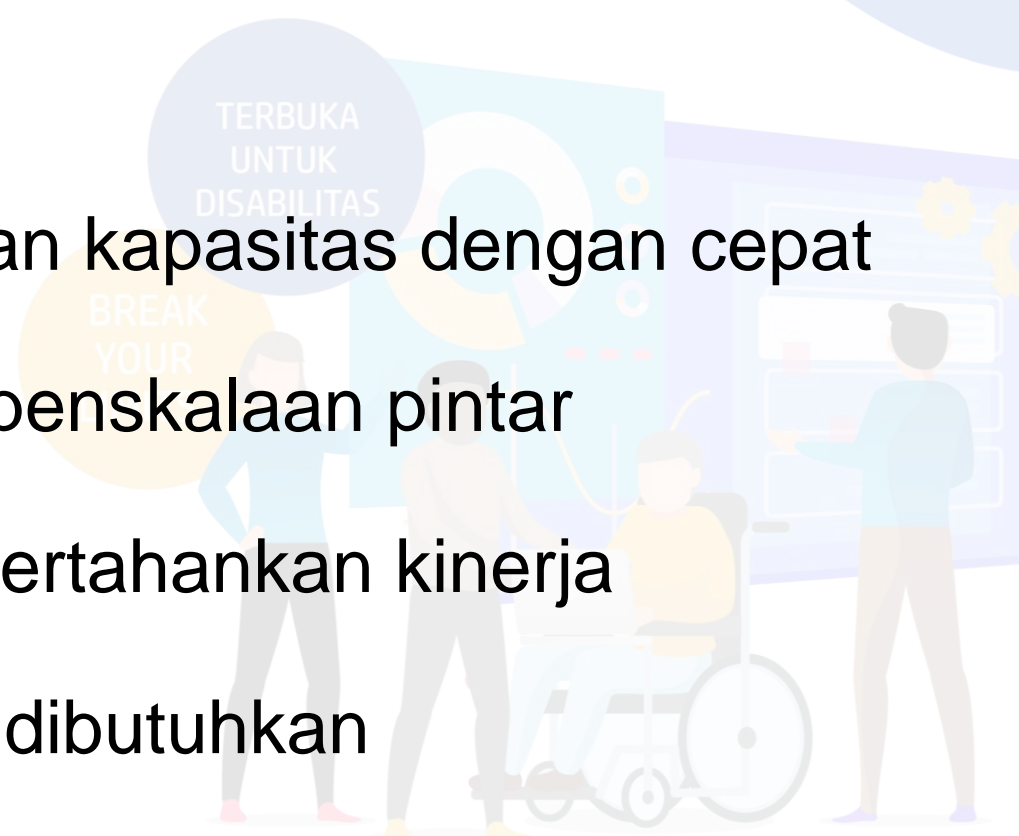 TERBUKA
UNTUK
DISABILITAS
an kapasitas dengan cepat
BREAK
YOUR
penskalaan pintar
ertahankan kinerja
dibutuhkan